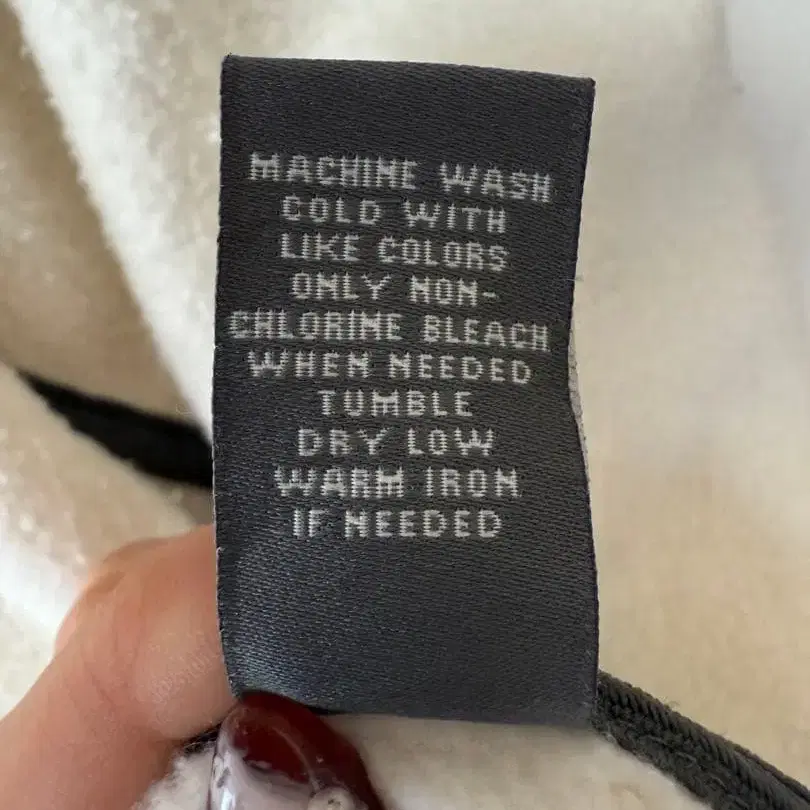 MACHINE WASH
COLD WITH
LIKE COLORS
ONLY NON-
CHLORINE BLEACH
WHEN NEEDED
TUMBLE
DRY LOW
WARM IRON
IF NEEDED